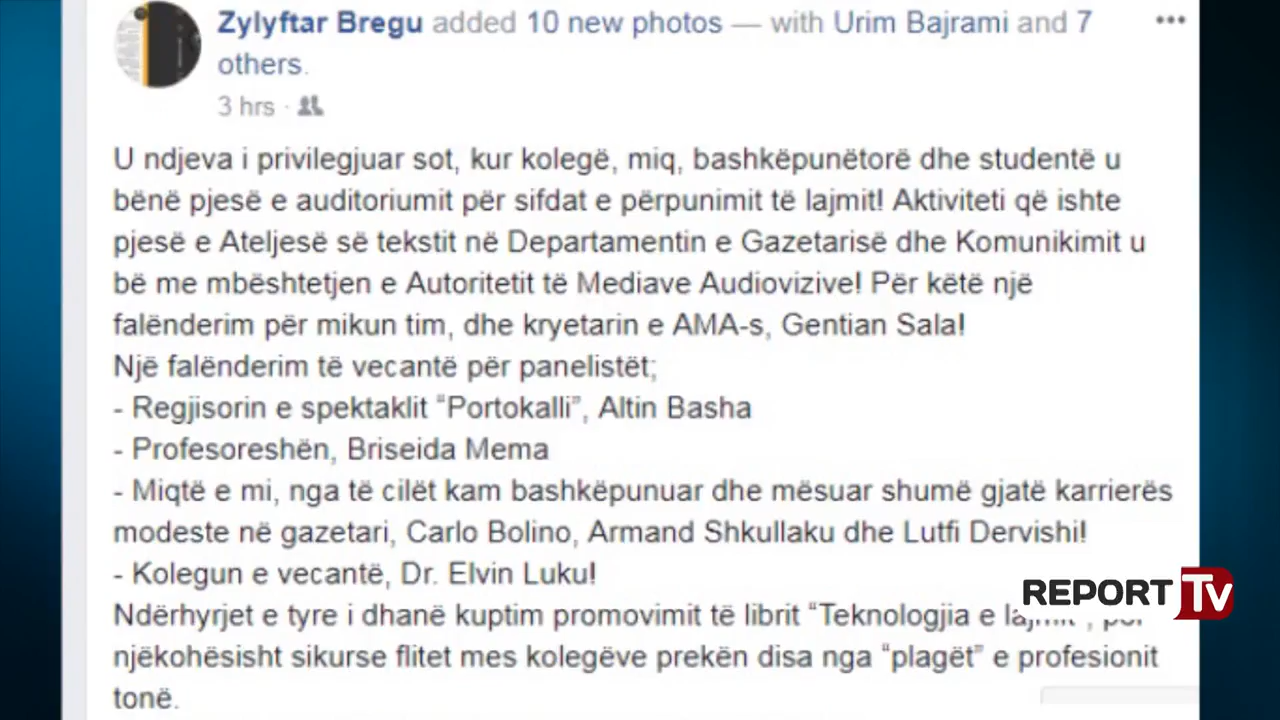 Zylyftar Bregu added 10 new photos — with Urim Bajrami and 7
others.
3 hrs ·
U ndjeva i privilegjuar sot, kur kolegë, miq, bashkëpunëtorë dhe studentë u
bënë pjesë e auditoriumit për sifdat e përpunimit të lajmit! Aktiviteti që ishte
pjesë e Ateljesë së tekstit në Departamentin e Gazetarisë dhe Komunikimit u
bë me mbështetjen e Autoritetit të Mediave Audiovizive! Për këtë një
falënderim për mikun tim, dhe kryetarin e AMA-s, Gentian Sala!
Një falënderim të vecantë për panelistët;
- Regjisorin e spektaklit “Portokalli”, Altin Basha
- Profesoreshën, Briseida Mema
- Miqtë e mi, nga të cilët kam bashkëpunuar dhe mësuar shumë gjatë karrierës
modeste në gazetari, Carlo Bolino, Armand Shkullaku dhe Lutfi Dervishi!
- Kolegun e vecantë, Dr. Elvin Luku!
REPORT Tv
Ndërhyrjet e tyre i dhanë kuptim promovimit të librit “Teknologjia e
njëkohësisht sikurse flitet mes kolegëve prekën disa nga “plagët” e profesionit
tonë.